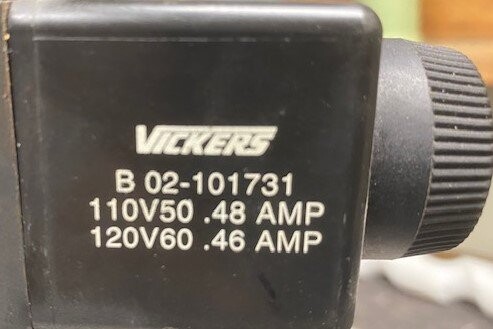 VICKERS
B 02-101731
110V50 .48 AMP
120V60 .46 AMP